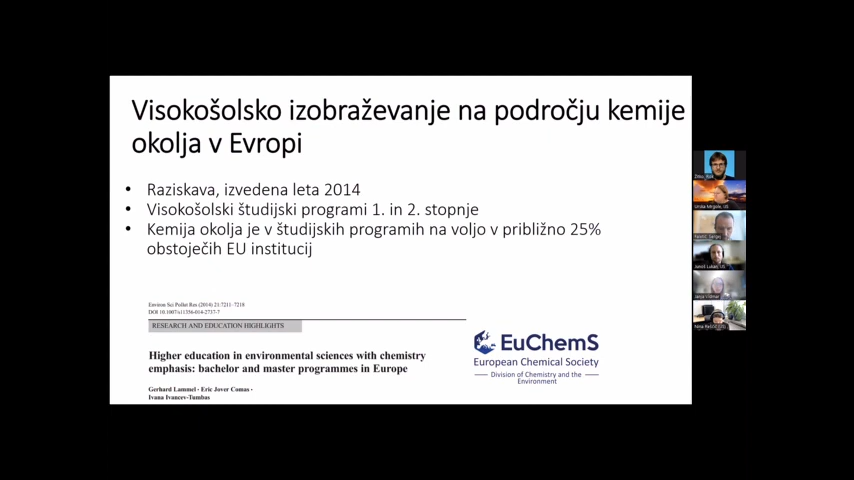 Visokošolsko izobraževanje na področju kemije
okolja v Evropi
• Raziskava, izvedena leta 2014
• Visokošolski študijski programi 1. in 2. stopnje
• Kemija okolja je v študijskih programih na voljo v približno 25%
obstoječih EU institucij
Environ Sci Pollut Res (2014) 21:7211–7218
DOI 10.1007/s11356-014-2737-7
RESEARCH AND EDUCATION HIGHLIGHTS
Higher education in environmental sciences with chemistry
emphasis: bachelor and master programmes in Europe
Gerhard Lammel · Eric Jover Comas ·
Ivana Ivancev-Tumbas
EuChemS
European Chemical Society
Division of Chemistry and the
Environment